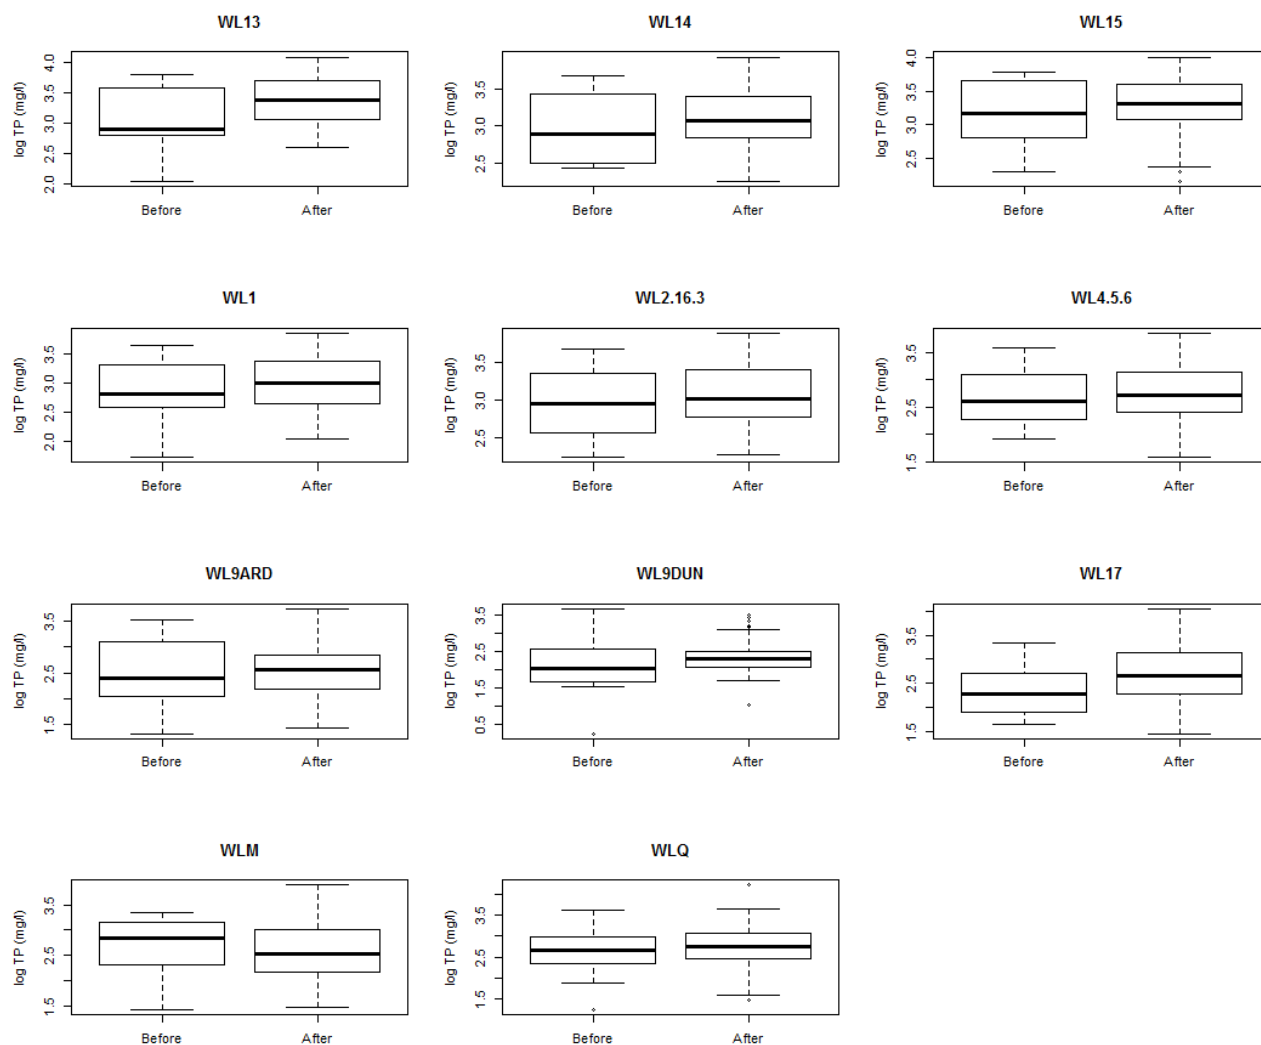 WL13
log TP (mg/l)
4.0
3.5
3.0
2.5
2.0
Before After
WL14
log TP (mg/l)
3.5
3.0
2.5
Before After
WL15
log TP (mg/l)
4.0
3.5
3.0
2.5
Before After
WL1
log TP (mg/l)
3.5
3.0
2.5
2.0
Before After
WL2.16.3
log TP (mg/l)
3.5
3.0
2.5
Before After
WL4.5.6
log TP (mg/l)
3.5
2.5
1.5
Before After
WL9ARD
log TP (mg/l)
3.5
2.5
1.5
Before After
WL9DUN
log TP (mg/l)
3.5
2.5
1.5
0.5
Before After
WL17
log TP (mg/l)
3.5
2.5
1.5
Before After
WLM
log TP (mg/l)
3.5
2.5
1.5
Before After
WLQ
log TP (mg/l)
3.5
2.5
1.5
Before After